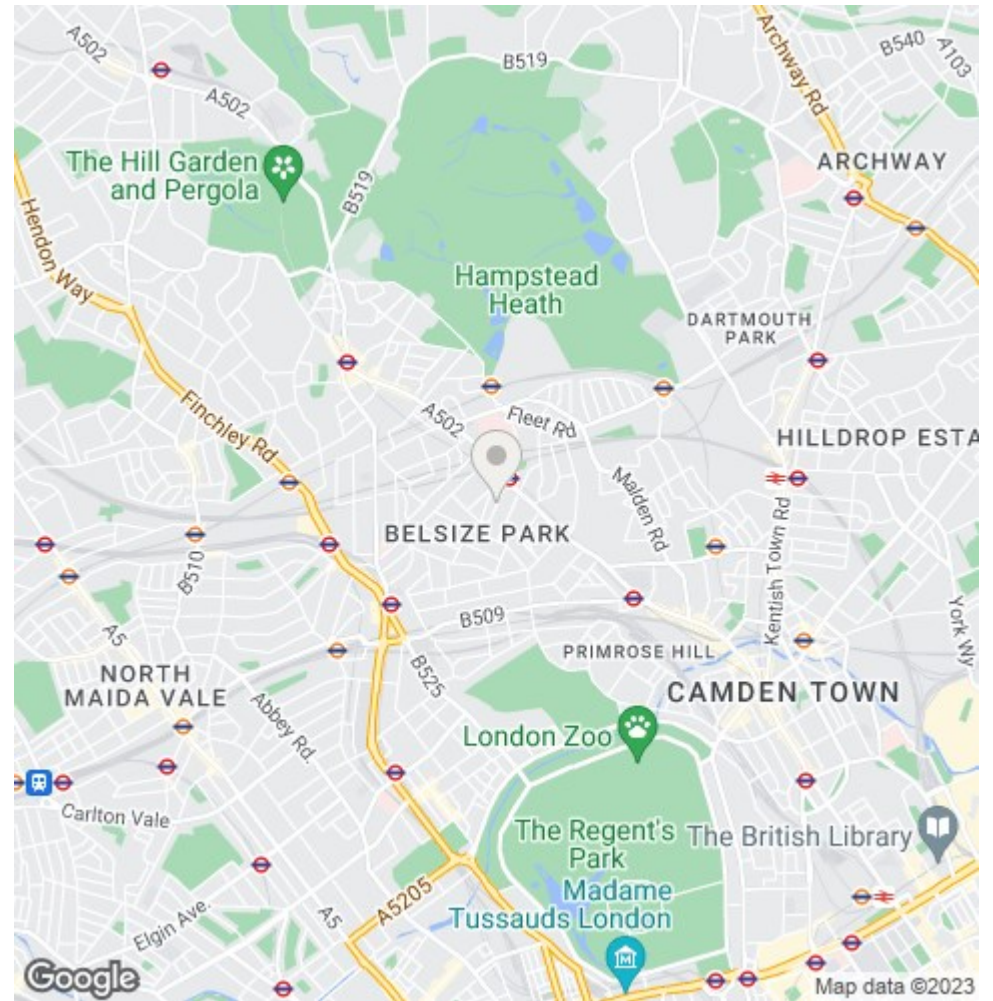 A502
A502
B519
Archway Rd
B540
A103
The Hill Garden
and Pergola
B519
ARCHWAY
Hendon Way
Hampstead
Heath
DARTMOUTH
PARK
Finchley Rd
A502
Fleet Rd
HILLDROP ESTA
Malden Rd
Kentish Town Rd
BELSIZE PARK
B510
B509
York Wy
A5
PRIMROSE HILL
NORTH
MAIDA VALE
B525
CAMDEN TOWN
Abbey Rd.
London Zoo
Carlton Vale
The Regent's
Park
The British Library
Madame
Tussauds London
A5205
Elgin Ave.
A5
Google
Map data ©2023